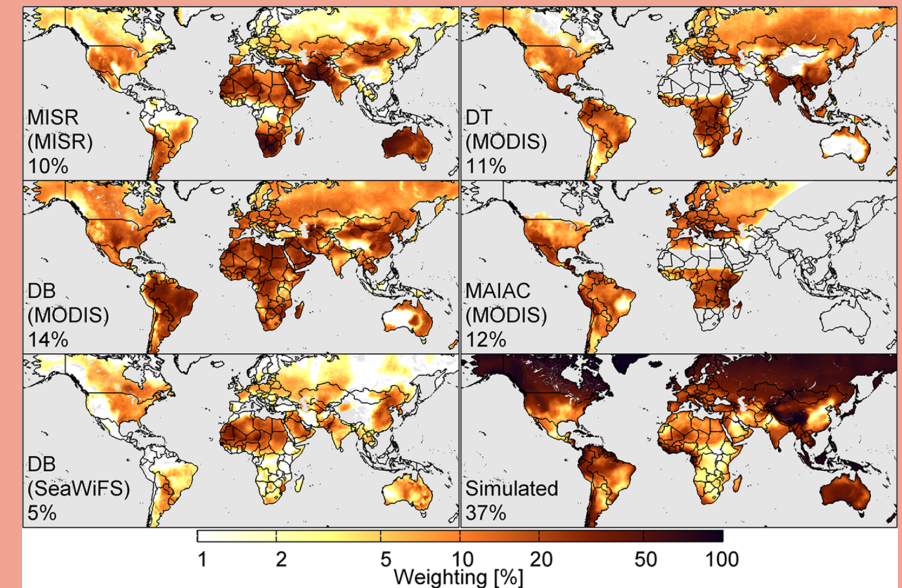 MISR
(MISR)
10%
DT
(MODIS)
11%
DB
(MODIS)
14%
MAIAC
(MODIS)
12%
DB
(SeaWiFS)
5%
Simulated
37%
1 2 5 10 20 50 100
Weighting [%]